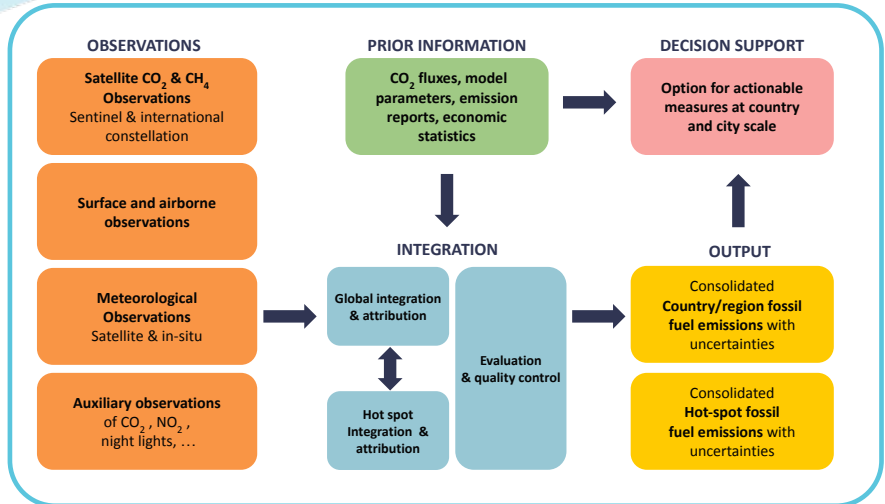 OBSERVATIONS
Satellite CO₂ & CH₄
Observations
Sentinel & international
constellation
Surface and airborne
observations
Meteorological
Observations
Satellite & in-situ
Auxiliary observations
of CO₂ , NO₂ ,
night lights, …
PRIOR INFORMATION
CO₂ fluxes, model
parameters, emission
reports, economic
statistics
INTEGRATION
Global integration
& attribution
Hot spot
Integration &
attribution
Evaluation
& quality control
DECISION SUPPORT
Option for actionable
measures at country
and city scale
OUTPUT
Consolidated
Country/region fossil
fuel emissions with
uncertainties
Consolidated
Hot-spot fossil
fuel emissions with
uncertainties